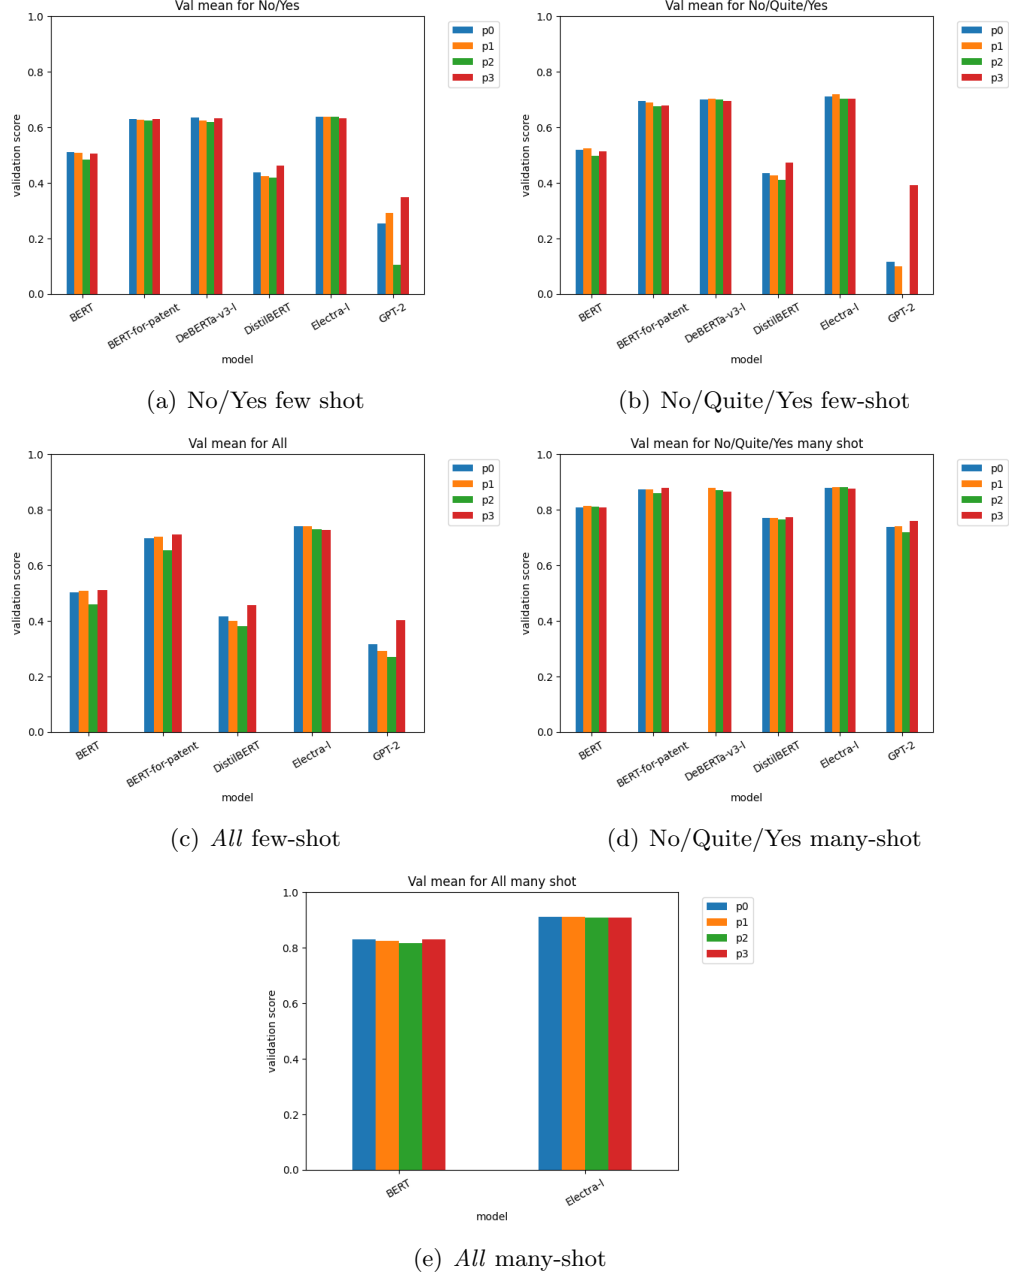 Val mean for No/Yes
1.0
0.8
0.6
0.4
0.2
0.0
validation score
BERT
BERT-for-patent
DeBERTa-v3-l
DistilBERT
Electra-l
GPT-2
model
p0
p1
p2
p3
(a) No/Yes few shot
Val mean for No/Quite/Yes
1.0
0.8
0.6
0.4
0.2
0.0
validation score
BERT
BERT-for-patent
DeBERTa-v3-l
DistilBERT
Electra-l
GPT-2
model
p0
p1
p2
p3
(b) No/Quite/Yes few-shot
Val mean for All
1.0
0.8
0.6
0.4
0.2
0.0
validation score
BERT
BERT-for-patent
DistilBERT
Electra-l
GPT-2
model
p0
p1
p2
p3
(c) All few-shot
Val mean for No/Quite/Yes many shot
1.0
0.8
0.6
0.4
0.2
0.0
validation score
BERT
BERT-for-patent
DeBERTa-v3-l
DistilBERT
Electra-l
GPT-2
model
p0
p1
p2
p3
(d) No/Quite/Yes many-shot
Val mean for All many shot
1.0
0.8
0.6
0.4
0.2
0.0
validation score
BERT
Electra-l
model
p0
p1
p2
p3
(e) All many-shot